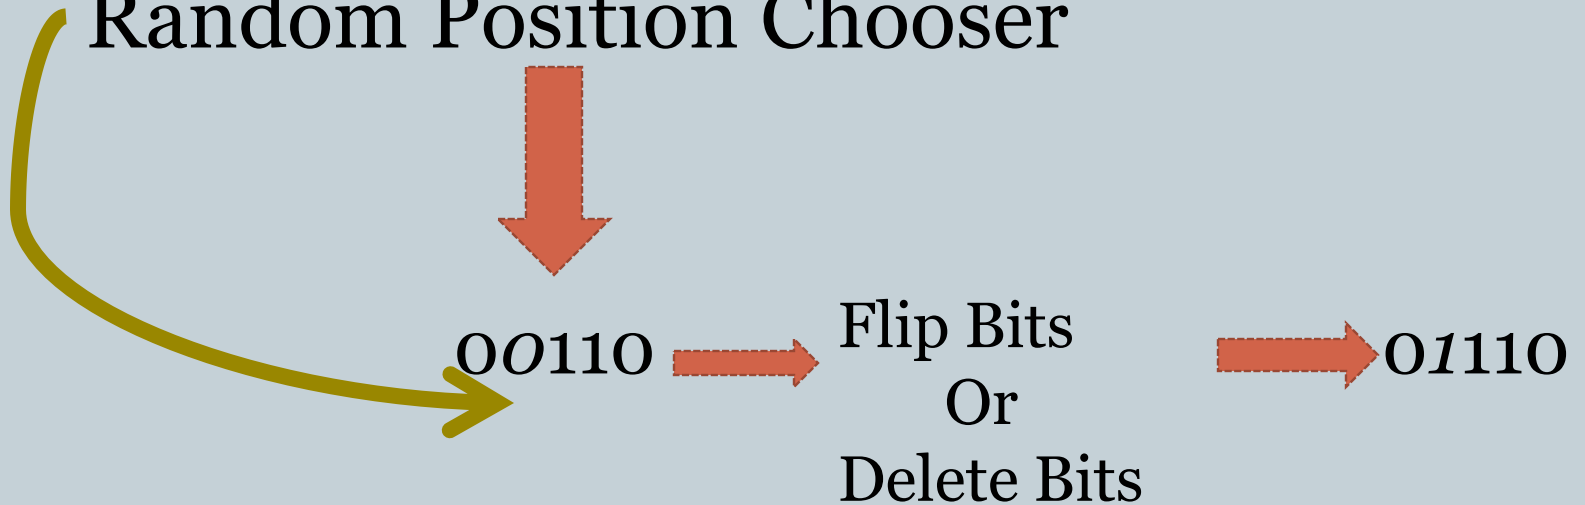 Random Position Chooser
00110
Flip Bits
Or
Delete Bits
01110